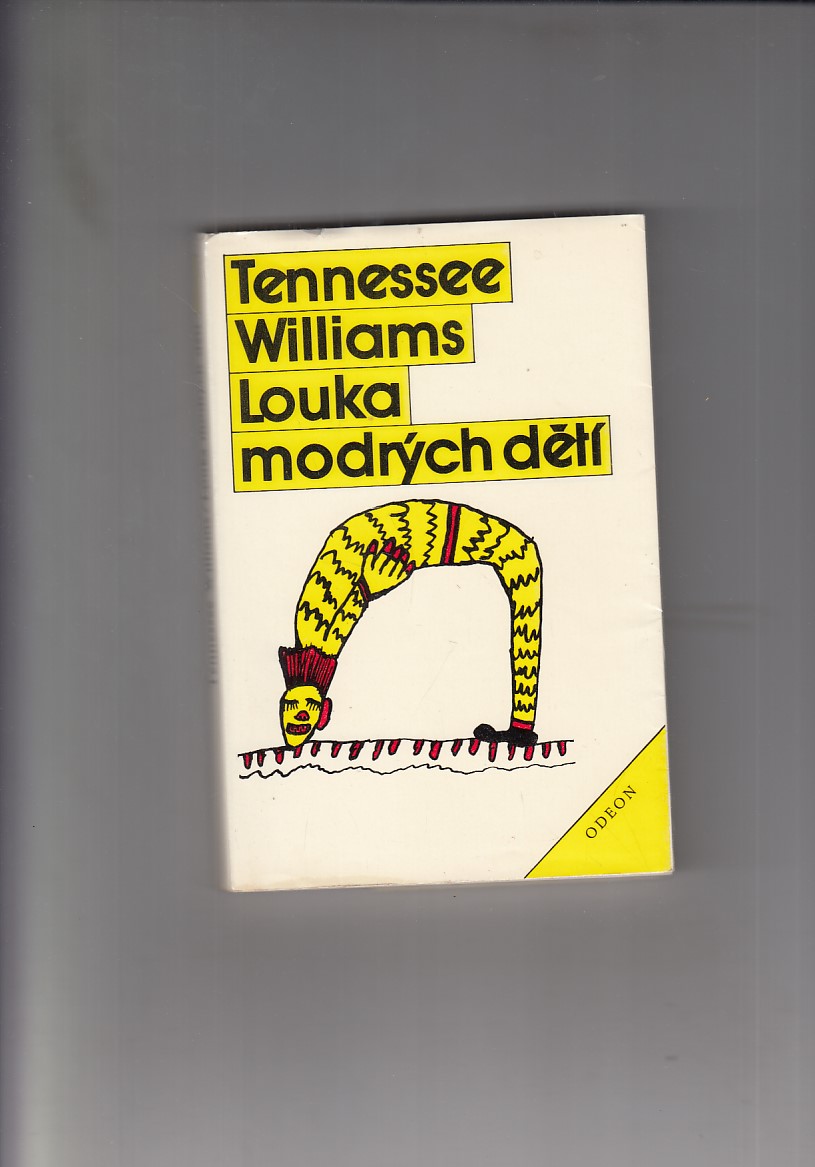 Tennessee
Williams
Louka
modrých dětí
ODEON